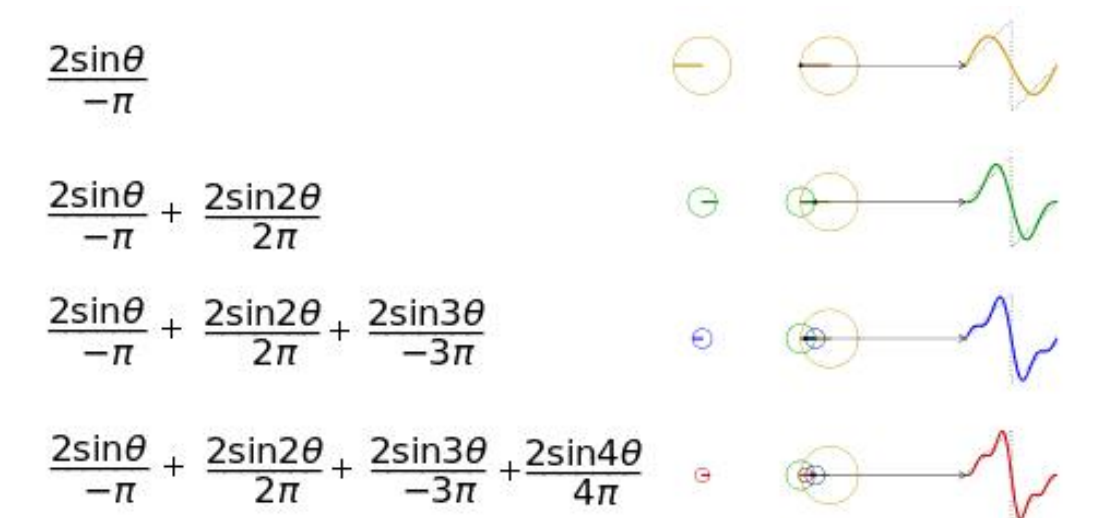 2sinθ/−π
2sinθ/−π + 2sin2θ/2π
2sinθ/−π + 2sin2θ/2π + 2sin3θ/−3π
2sinθ/−π + 2sin2θ/2π + 2sin3θ/−3π + 2sin4θ/4π